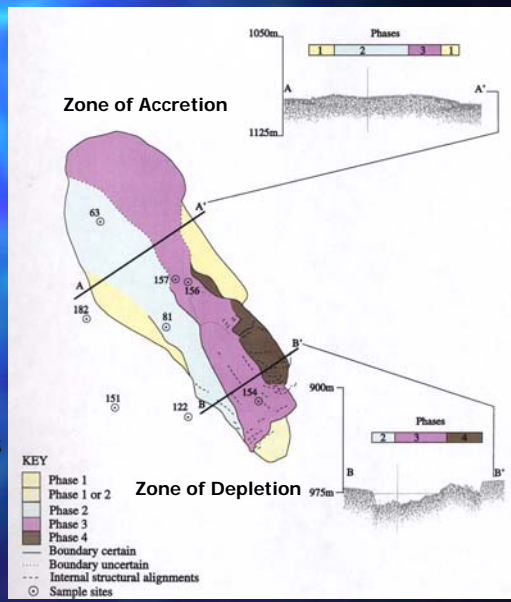 1050m
Phases
1 2 3 1
A A'
1125m
Zone of Accretion
63
A'
157
156
A
182
81
B'
151
122
B
154
900m
Phases
2 3 4
B B'
975m
Zone of Depletion
KEY
Phase 1
Phase 1 or 2
Phase 2
Phase 3
Phase 4
Boundary certain
Boundary uncertain
Internal structural alignments
Sample sites